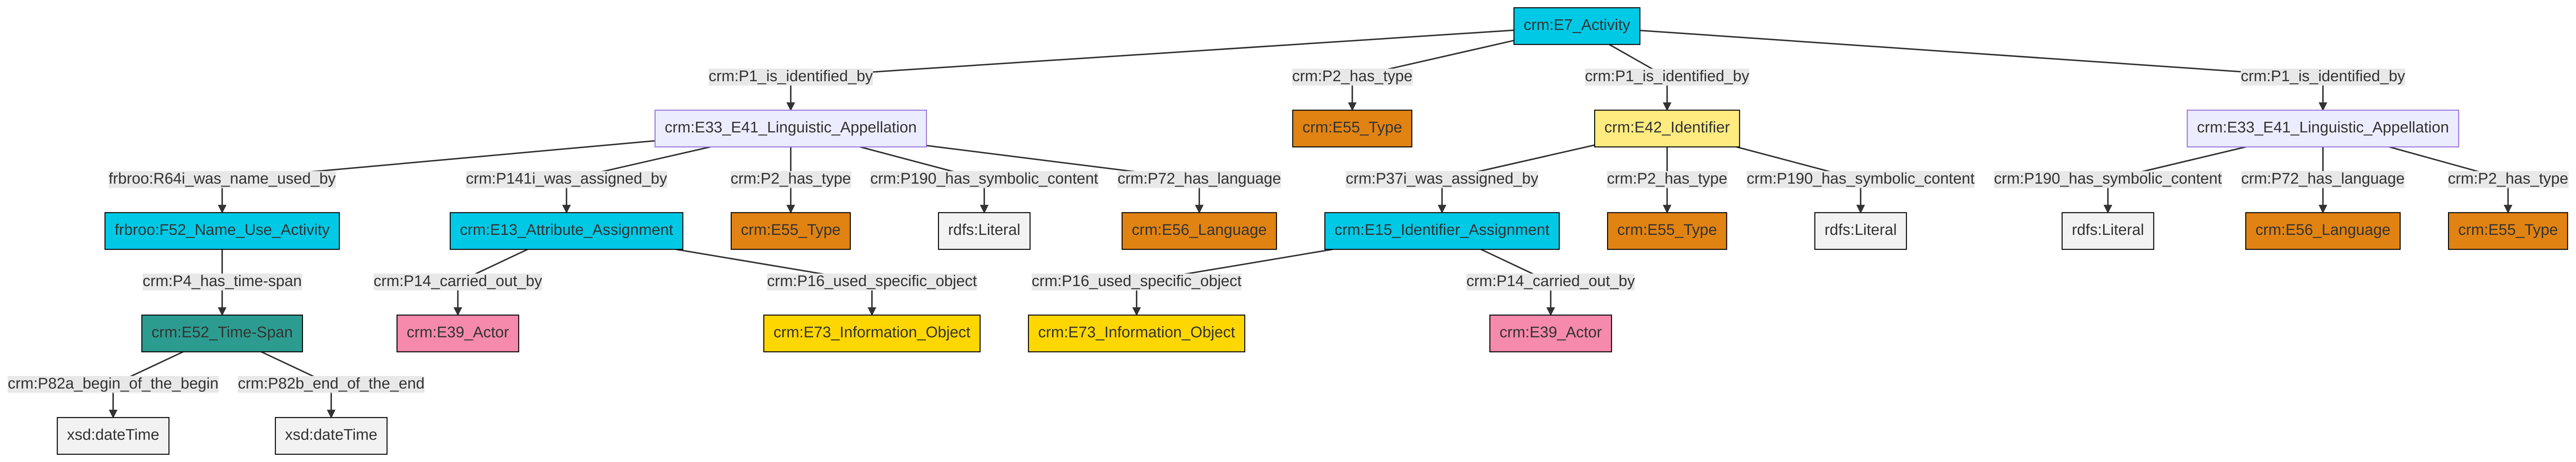 crm:E7_Activity
crm:P1_is_identified_by
crm:P2_has_type
crm:P1_is_identified_by
crm:P1_is_identified_by
crm:E33_E41_Linguistic_Appellation
crm:E55_Type
crm:E42_Identifier
crm:E33_E41_Linguistic_Appellation
frbroo:R64i_was_name_used_by
crm:P141i_was_assigned_by
crm:P2_has_type
crm:P190_has_symbolic_content
crm:P72_has_language
crm:P37i_was_assigned_by
crm:P2_has_type
crm:P190_has_symbolic_content
crm:P190_has_symbolic_content
crm:P72_has_language
crm:P2_has_type
frbroo:F52_Name_Use_Activity
crm:E13_Attribute_Assignment
crm:E55_Type
rdfs:Literal
crm:E56_Language
crm:E15_Identifier_Assignment
crm:E55_Type
rdfs:Literal
rdfs:Literal
crm:E56_Language
crm:E55_Type
crm:P4_has_time-span
crm:P14_carried_out_by
crm:P16_used_specific_object
crm:P16_used_specific_object
crm:P14_carried_out_by
crm:E52_Time-Span
crm:E39_Actor
crm:E73_Information_Object
crm:E73_Information_Object
crm:E39_Actor
crm:P82a_begin_of_the_begin
crm:P82b_end_of_the_end
xsd:dateTime
xsd:dateTime